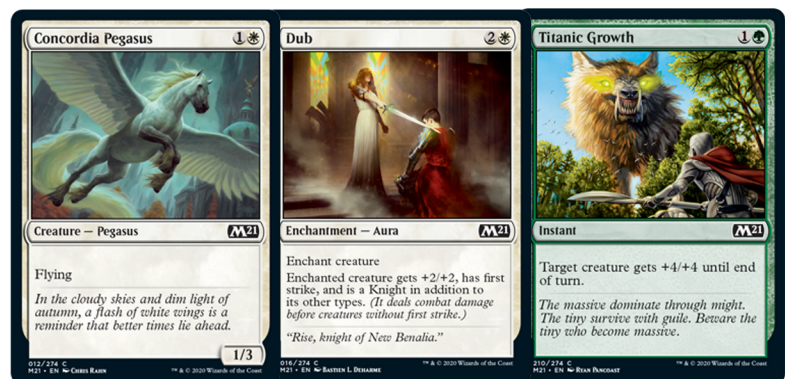 Concordia Pegasus 1
Creature — Pegasus M21
Flying
In the cloudy skies and dim light of
autumn, a flash of white wings is a
reminder that better times lie ahead.
1/3
012/274 C
M21 • EN Chris Rahn ™ & © 2020 Wizards of the Coast
Dub 2
Enchantment — Aura M21
Enchant creature
Enchanted creature gets +2/+2, has first
strike, and is a Knight in addition to
its other types. (It deals combat damage
before creatures without first strike.)
"Rise, knight of New Benalia."
016/274 C
M21 • EN Bastien L. Deharme ™ & © 2020 Wizards of the Coast
Titanic Growth 1
Instant M21
Target creature gets +4/+4 until end
of turn.
The massive dominate through might.
The tiny survive with guile. Beware the
tiny who become massive.
210/274 C
M21 • EN Ryan Pancoast ™ & © 2020 Wizards of the Coast